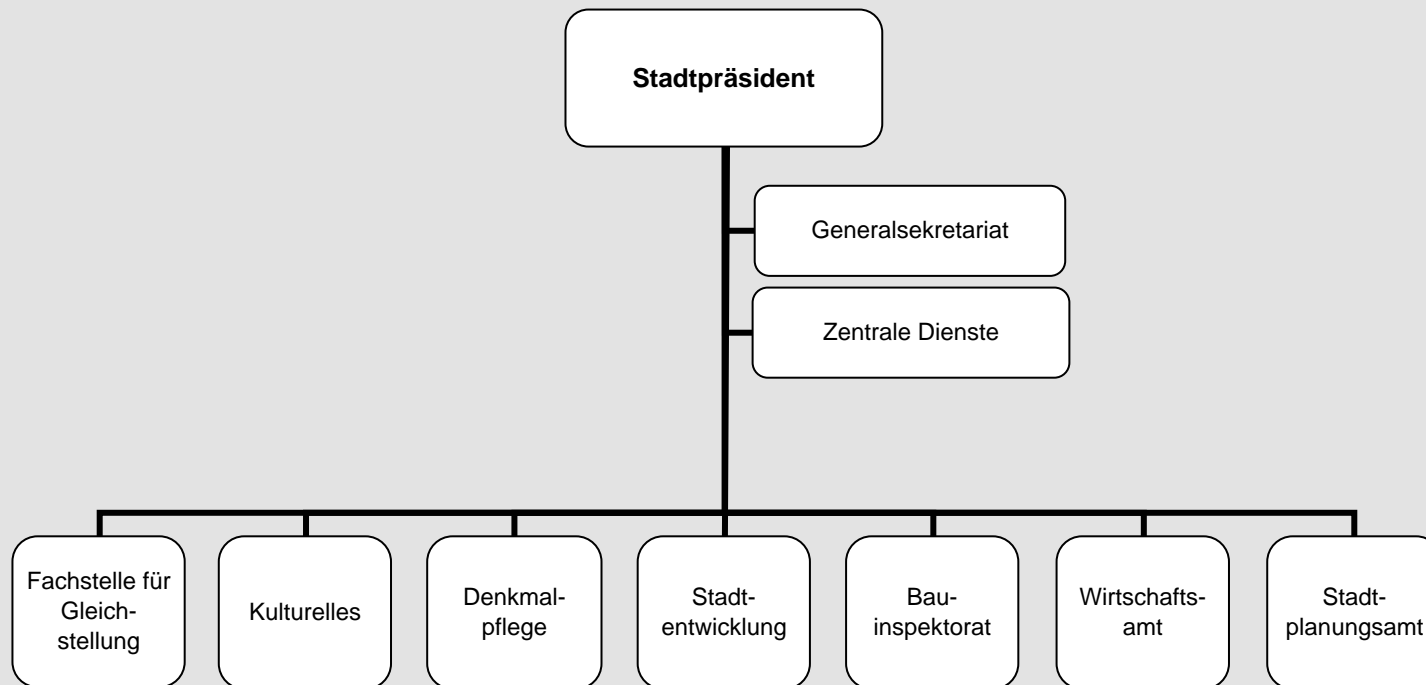 Stadtpräsident
Generalsekretariat
Zentrale Dienste
Fachstelle für
Gleich-
stellung
Kulturelles
Denkmal-
pflege
Stadt-
entwicklung
Bau-
inspektorat
Wirtschafts-
amt
Stadt-
planungsamt